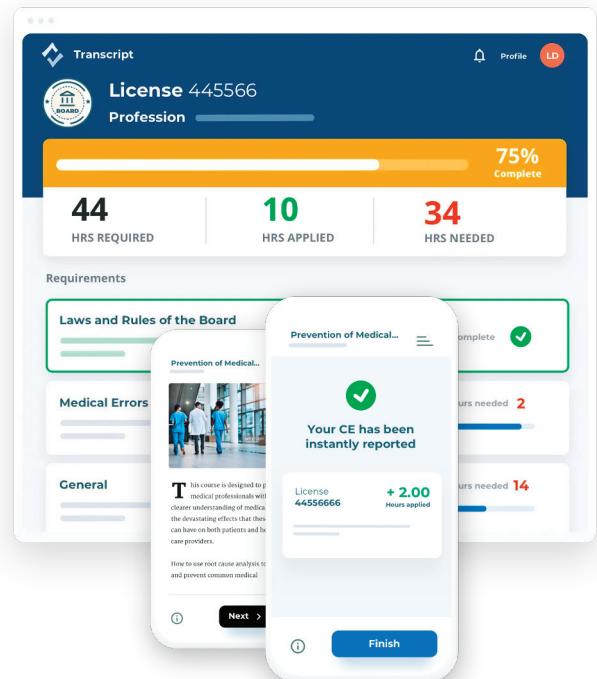 Transcript
Profile LD
License 445566
BOARD
Profession
75%
Complete
44 10 34
HRS REQUIRED HRS APPLIED HRS NEEDED
Requirements
Laws and Rules of the Board
omplete
Medical Errors
urs needed 2
General
urs needed 14
Prevention of Medical...
This course is designed to p
medical professionals with
clearer understanding of medica
the devastating effects that thes
can have on both patients and he
care providers.
How to use root cause analysis to
and prevent common medical
Next >
Prevention of Medical...
Your CE has been
instantly reported
License + 2.00
44556666 Hours applied
Finish